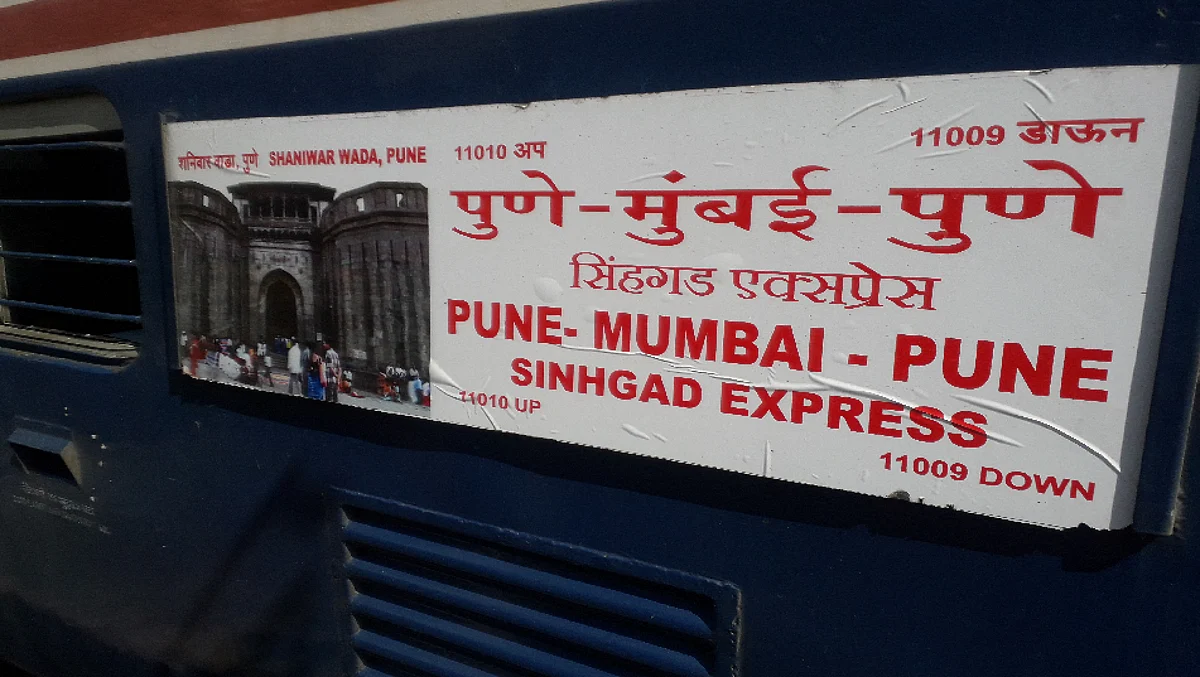 शनिवार वाडा, पुणे SHANIWAR WADA, PUNE
11010 अप
11009 डाऊन
पुणे-मुंबई-पुणे
सिंहगड एक्सप्रेस
PUNE- MUMBAI - PUNE
SINHGAD EXPRESS
11010 UP
11009 DOWN